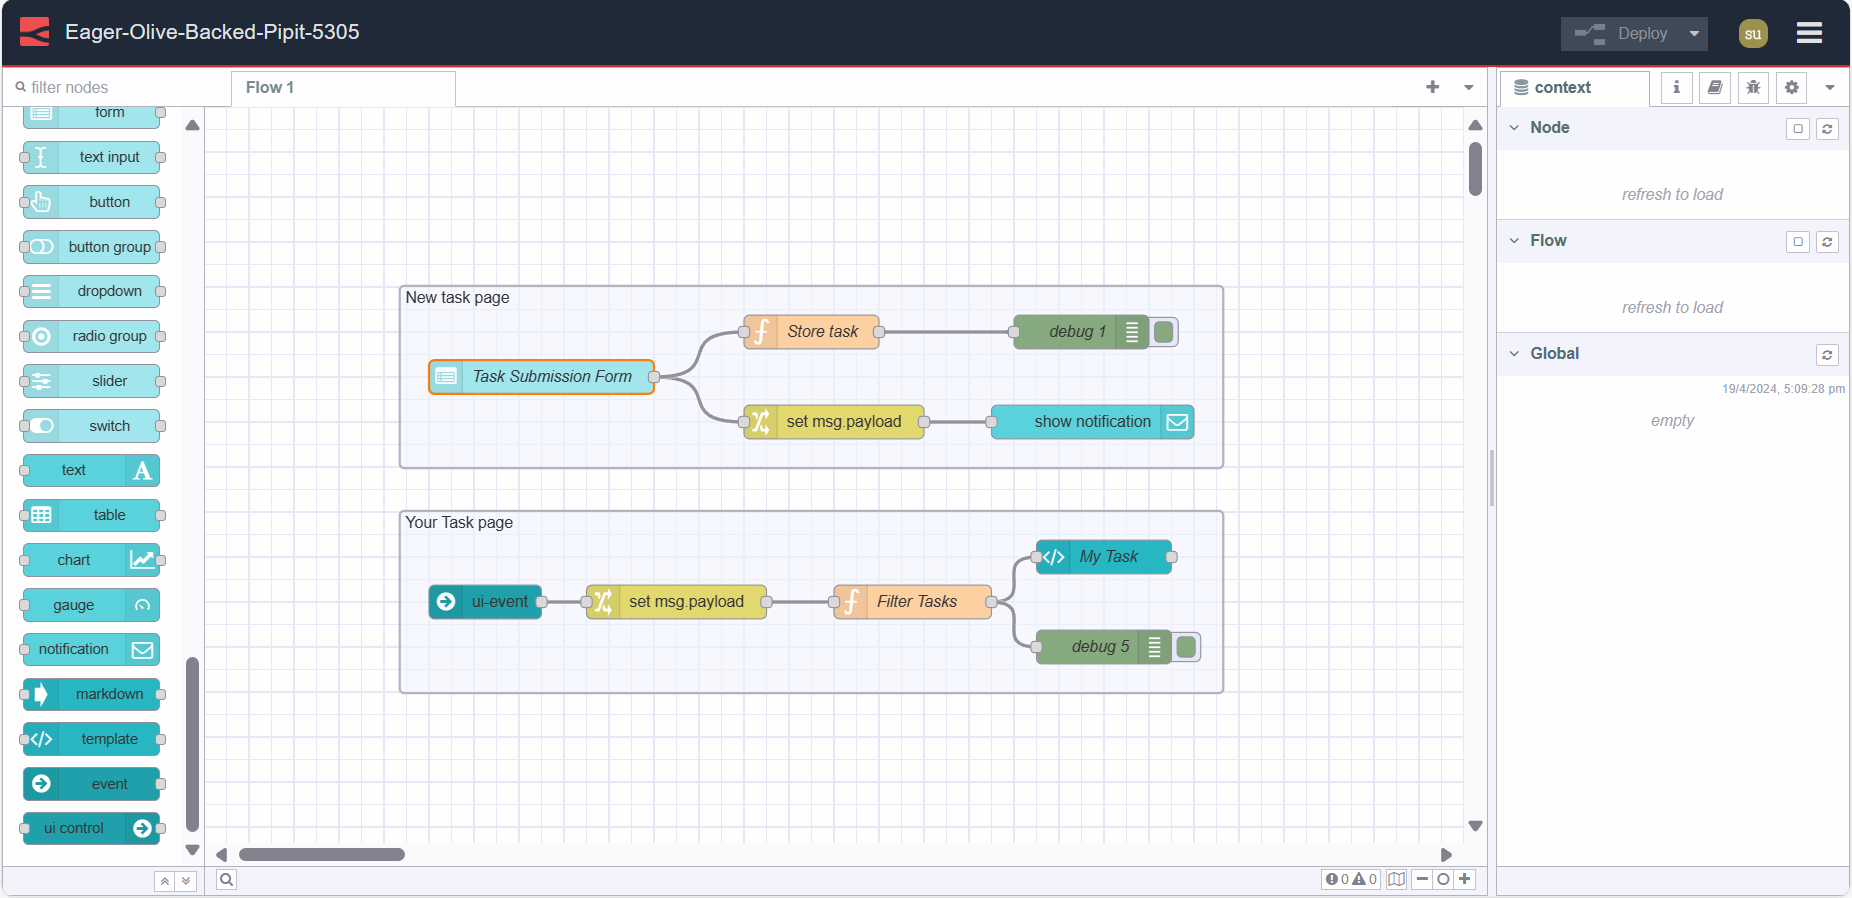 Eager-Olive-Backed-Pipit-5305
Deploy
su
filter nodes
Flow 1
context
form
text input
button
button group
dropdown
radio group
slider
switch
text
table
chart
gauge
notification
markdown
template
event
ui control
New task page
Store task
debug 1
Task Submission Form
set msg.payload
show notification
Your Task page
My Task
ui-event
set msg.payload
Filter Tasks
debug 5
0
0
Node
refresh to load
Flow
refresh to load
Global
19/4/2024, 5:09:28 pm
empty